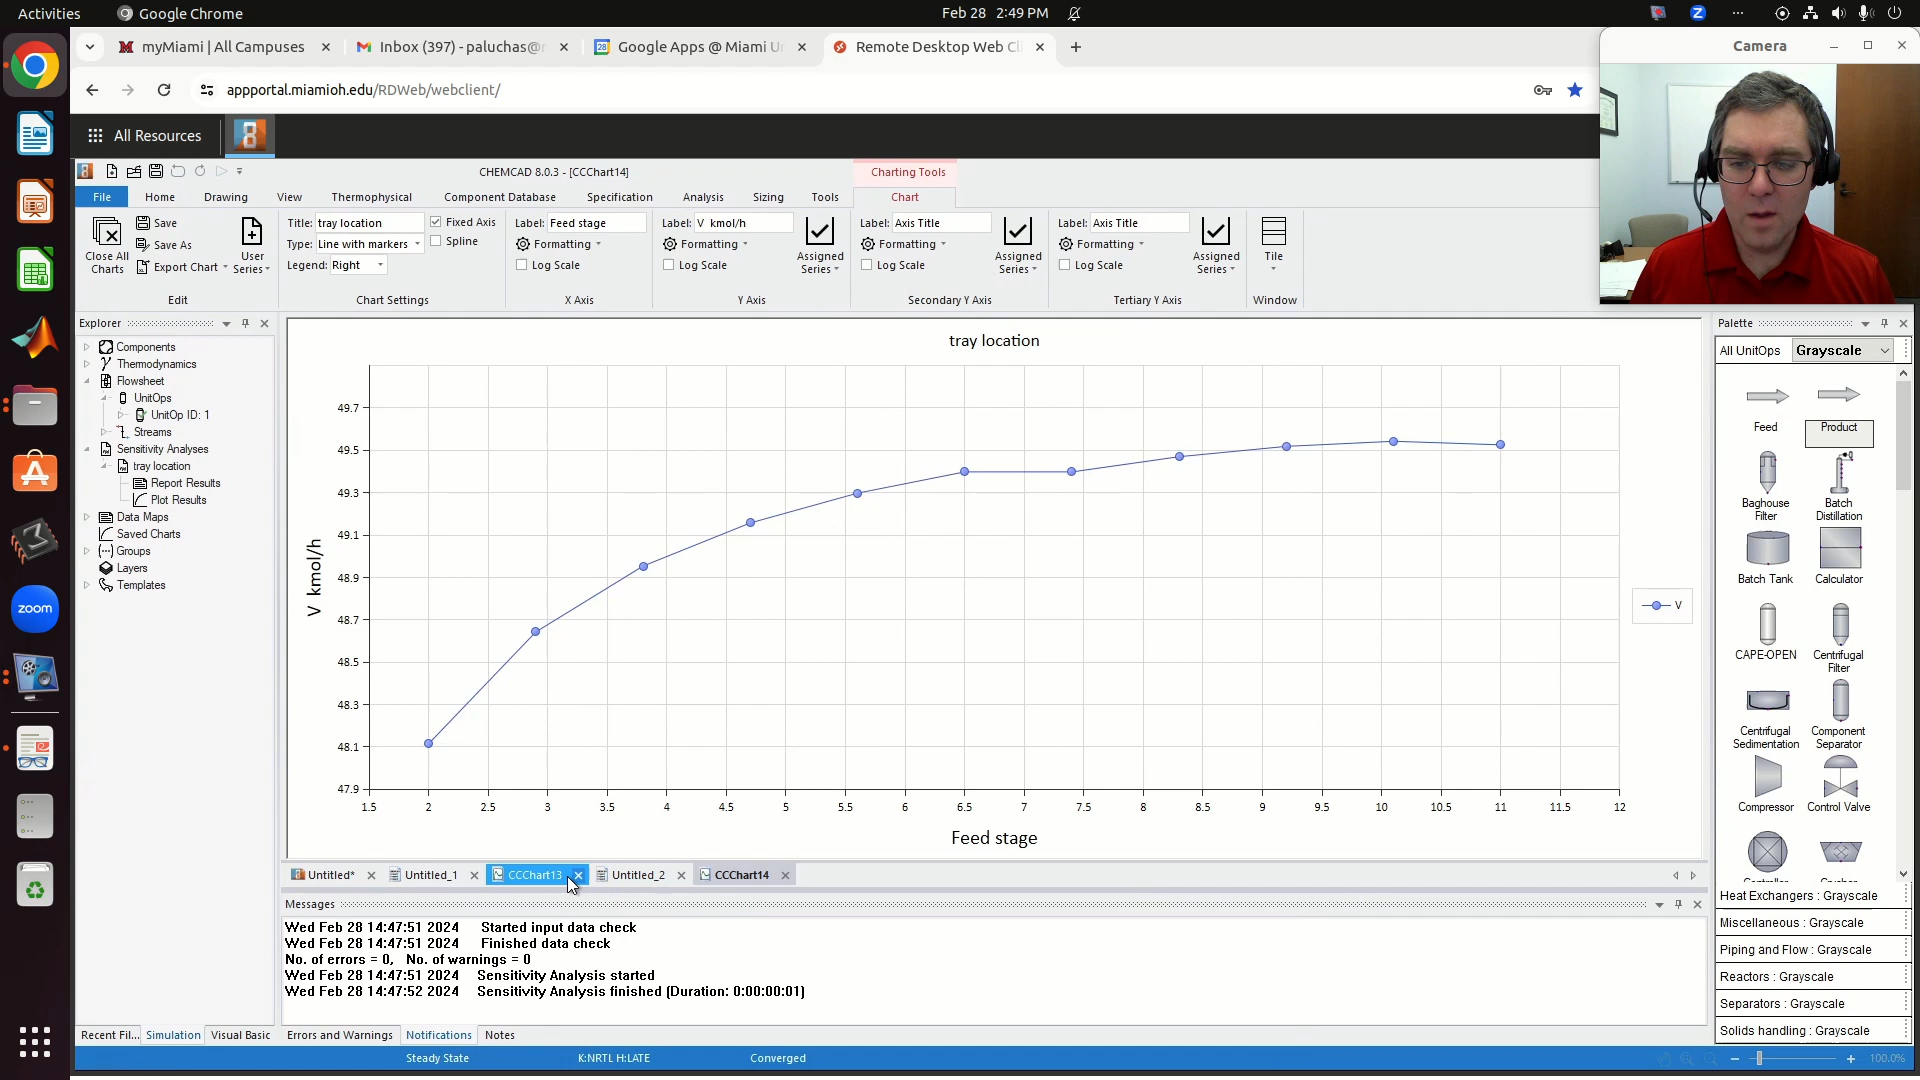 Activities
Google Chrome
Feb 28 2:49 PM
myMiami | All Campuses
Inbox (397) - paluchas@
Google Apps @ Miami U
Remote Desktop Web Cl
Camera
appportal.miamioh.edu/RDWeb/webclient/
All Resources
CHEMCAD 8.0.3 - [CCChart14]
Charting Tools
File
Home
Drawing
View
Thermophysical
Component Database
Specification
Analysis
Sizing
Tools
Chart
Close All Charts
Save
Save As
Export Chart
User Series
Edit
Title: tray location
Type: Line with markers
Legend: Right
Fixed Axis
Spline
Chart Settings
Label: Feed stage
Formatting
Log Scale
X Axis
Label: V kmol/h
Formatting
Log Scale
Assigned Series
Y Axis
Label: Axis Title
Formatting
Log Scale
Assigned Series
Secondary Y Axis
Label: Axis Title
Formatting
Log Scale
Assigned Series
Tertiary Y Axis
Tile
Window
Explorer
Components
Thermodynamics
Flowsheet
UnitOps
UnitOp ID: 1
Streams
Sensitivity Analyses
tray location
Report Results
Plot Results
Data Maps
Saved Charts
Groups
Layers
Templates
zoom
tray location
49.7
49.5
49.3
49.1
48.9
48.7
48.5
48.3
48.1
47.9
V kmol/h
1.5 2 2.5 3 3.5 4 4.5 5 5.5 6 6.5 7 7.5 8 8.5 9 9.5 10 10.5 11 11.5 12
Feed stage
V
Palette
All UnitOps
Grayscale
Feed
Product
Baghouse Filter
Batch Distillation
Batch Tank
Calculator
CAPE-OPEN
Centrifugal Filter
Centrifugal Sedimentation
Component Separator
Compressor
Control Valve
Heat Exchangers : Grayscale
Miscellaneous : Grayscale
Piping and Flow : Grayscale
Reactors : Grayscale
Separators : Grayscale
Solids handling : Grayscale
Untitled*
Untitled_1
CCChart13
Untitled_2
CCChart14
Messages
Wed Feb 28 14:47:51 2024 Started input data check
Wed Feb 28 14:47:51 2024 Finished data check
No. of errors = 0, No. of warnings = 0
Wed Feb 28 14:47:51 2024 Sensitivity Analysis started
Wed Feb 28 14:47:52 2024 Sensitivity Analysis finished (Duration: 0:00:00:01)
Recent Fil...
Simulation
Visual Basic
Errors and Warnings
Notifications
Notes
Steady State
K:NRTL H:LATE
Converged
100.0%